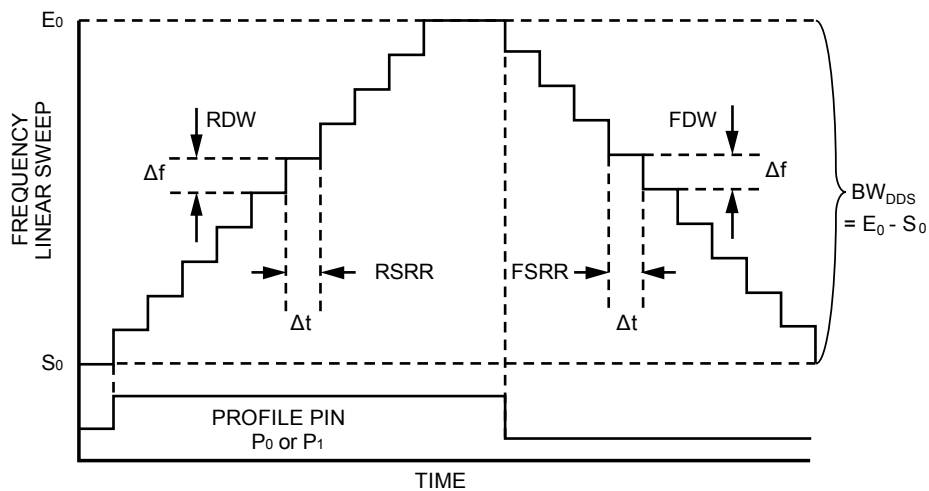 E₀
FREQUENCY
LINEAR SWEEP
RDW
FDW
Δf
Δf
BW_DDS
= E₀ - S₀
RSRR
FSRR
Δt
Δt
S₀
PROFILE PIN
P₀ or P₁
TIME